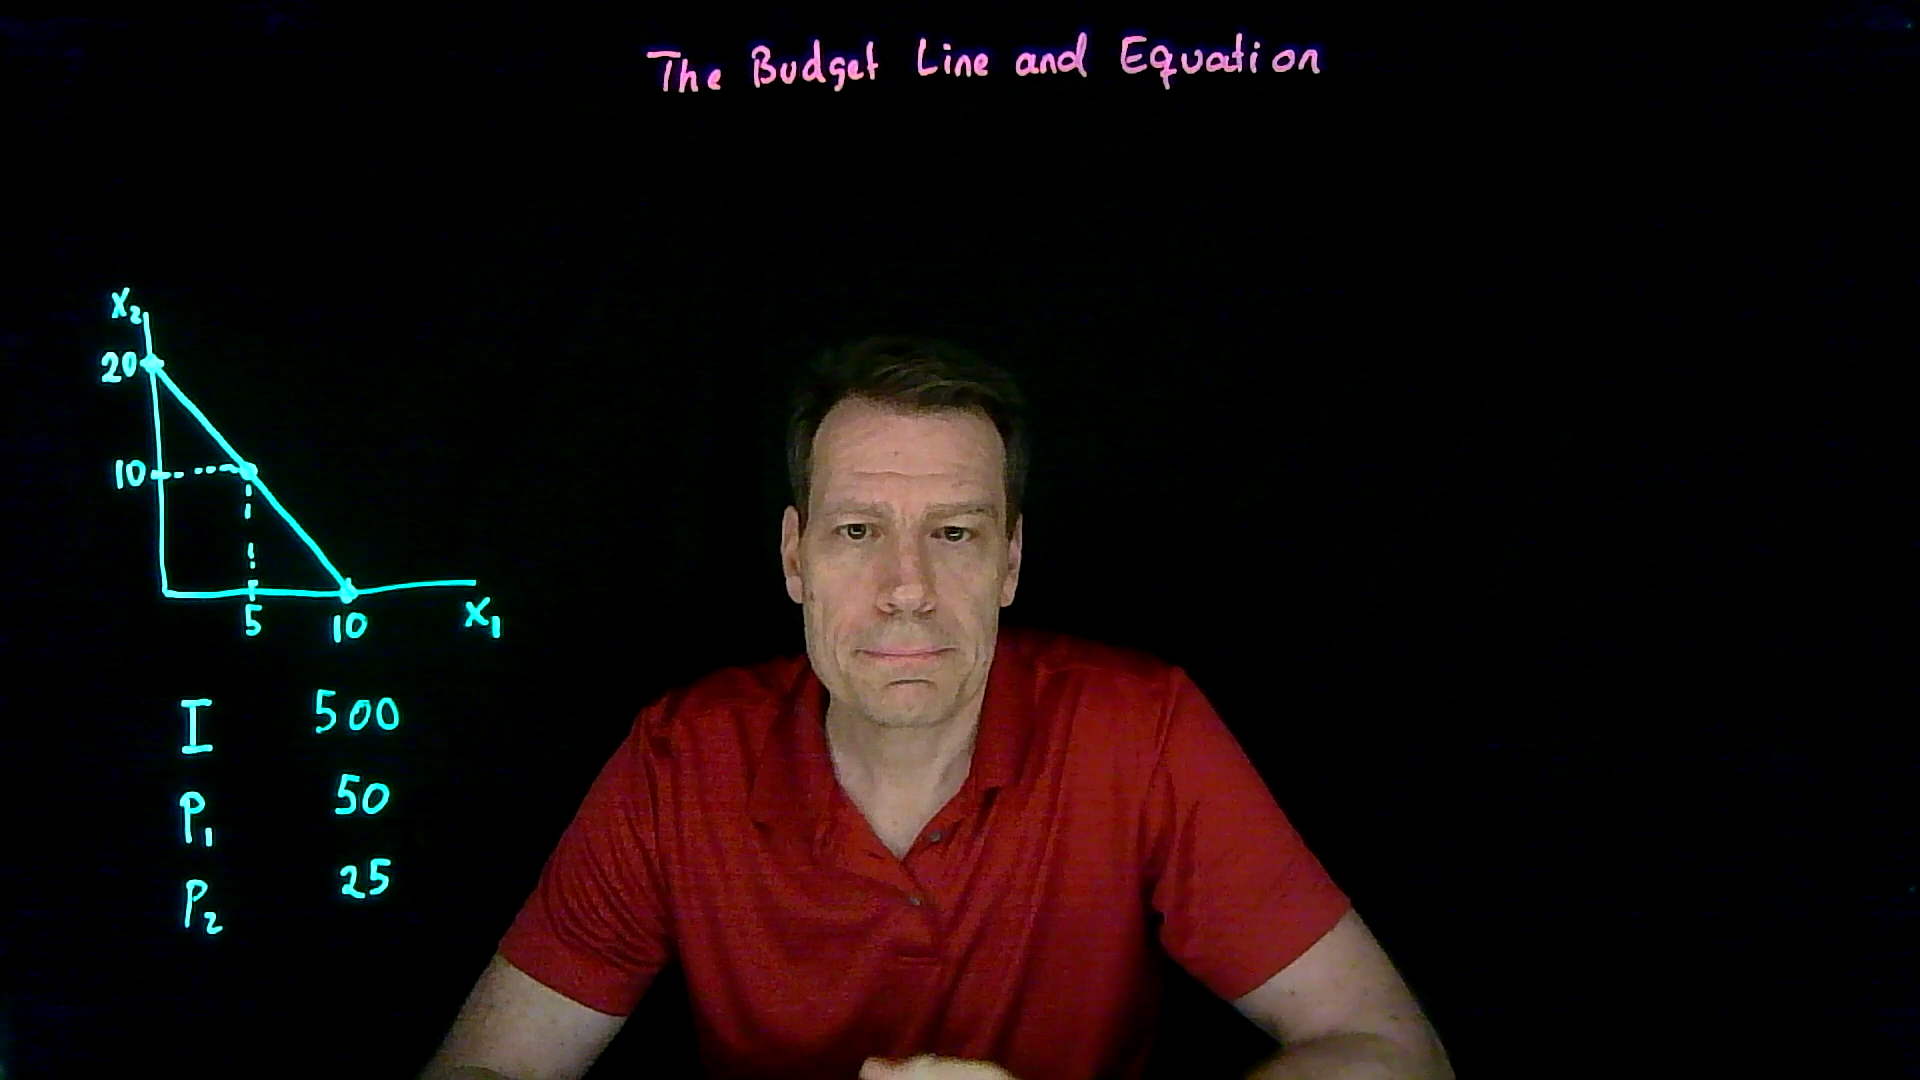 The Budget Line and Equation
X₂
20
10
5 10
X₁
I 500
P₁ 50
P₂ 25